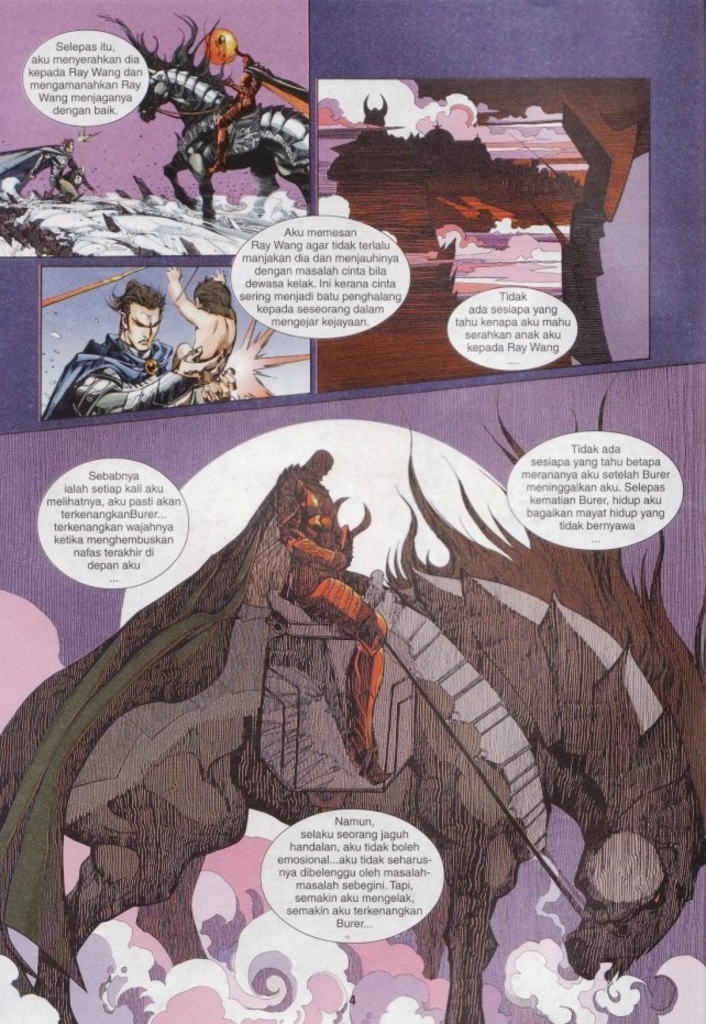 Selepas itu,
aku menyerahkan dia
kepada Ray Wang dan
mengamanahkan Ray
Wang menjaganya
dengan baik.
Aku memesan
Ray Wang agar tidak terlalu
manjakan dia dan menjauhinya
dengan masalah cinta bila
dewasa kelak. Ini kerana cinta
sering menjadi batu penghalang
kepada seseorang dalam
mengejar kejayaan.
Tidak
ada sesiapa yang
tahu kenapa aku mahu
serahkan anak aku
kepada Ray Wang
....
Sebabnya
ialah setiap kali aku
melihatnya, aku pasti akan
terkenangkanBurer...
terkenangkan wajahnya
ketika menghembuskan
nafas terakhir di
depan aku
...
Tidak ada
sesiapa yang tahu betapa
merananya aku setelah Burer
meninggalkan aku. Selepas
kematian Burer, hidup aku
bagaikan mayat hidup yang
tidak bernyawa
...
Namun,
selaku seorang jaguh
handalan, aku tidak boleh
emosional...aku tidak seharus-
nya dibelenggu oleh masalah-
masalah sebegini. Tapi,
semakin aku mengelak,
semakin aku terkenangkan
Burer...
4